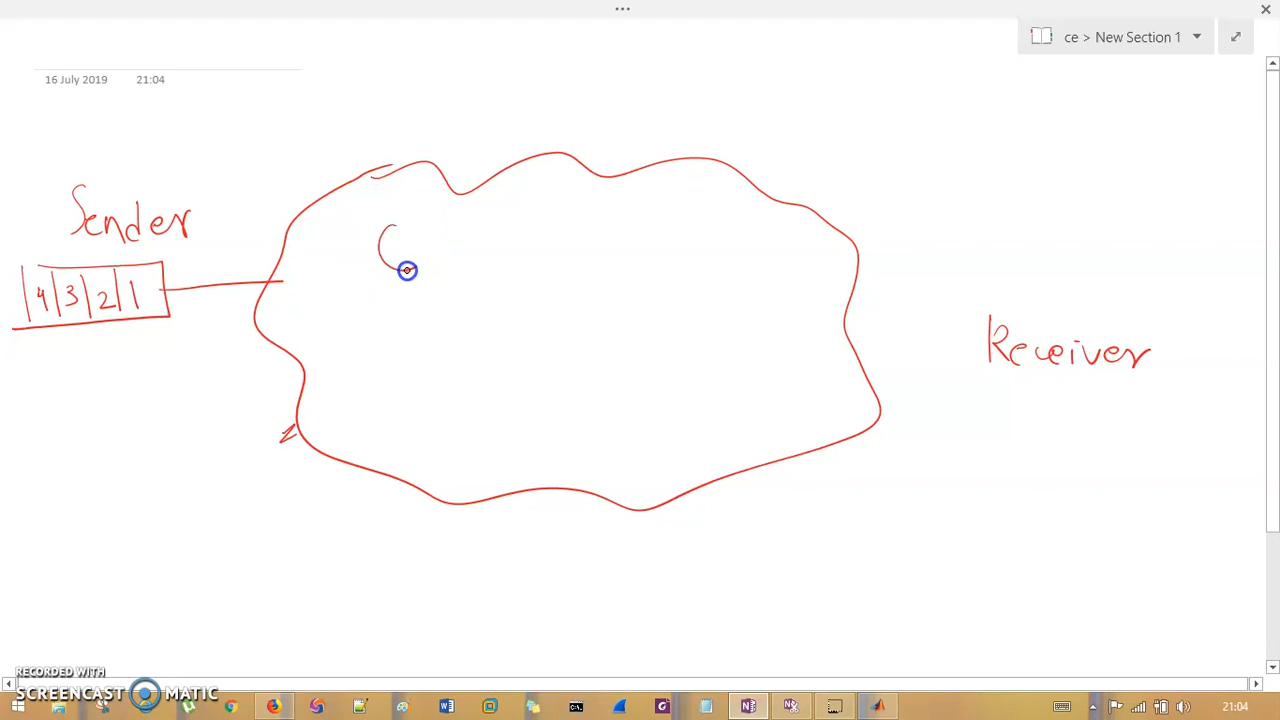 ce > New Section 1
16 July 2019 21:04
Sender
4 3 2 1
Receiver
RECORDED WITH
SCREENCAST MATIC
21:04